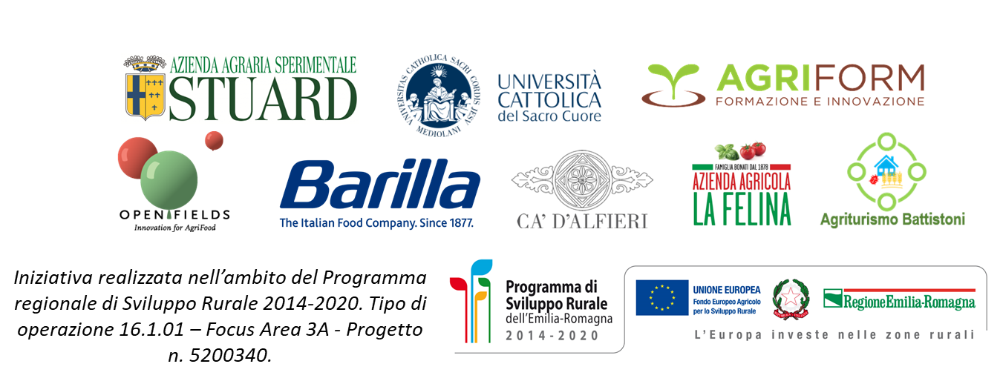 AZIENDA AGRARIA SPERIMENTALE
STUARD
UNIVERSITAS CATHOLICA SACRI CORDIS JESU
MEDIOLANI
UNIVERSITÀ
CATTOLICA
del Sacro Cuore
AGRIFORM
FORMAZIONE E INNOVAZIONE
OPEN FIELDS
Innovation for AgriFood
Barilla
The Italian Food Company. Since 1877.
CA' D'ALFIERI
FAMIGLIA BONATI DAL 1878
AZIENDA AGRICOLA
LA FELINA
Agriturismo Battistoni
Iniziativa realizzata nell'ambito del Programma
regionale di Sviluppo Rurale 2014-2020. Tipo di
operazione 16.1.01 – Focus Area 3A - Progetto
n. 5200340.
Programma di
Sviluppo Rurale
dell'Emilia-Romagna
2014-2020
UNIONE EUROPEA
Fondo Europeo Agricolo
per lo Sviluppo Rurale
RegioneEmilia-Romagna
L'Europa investe nelle zone rurali